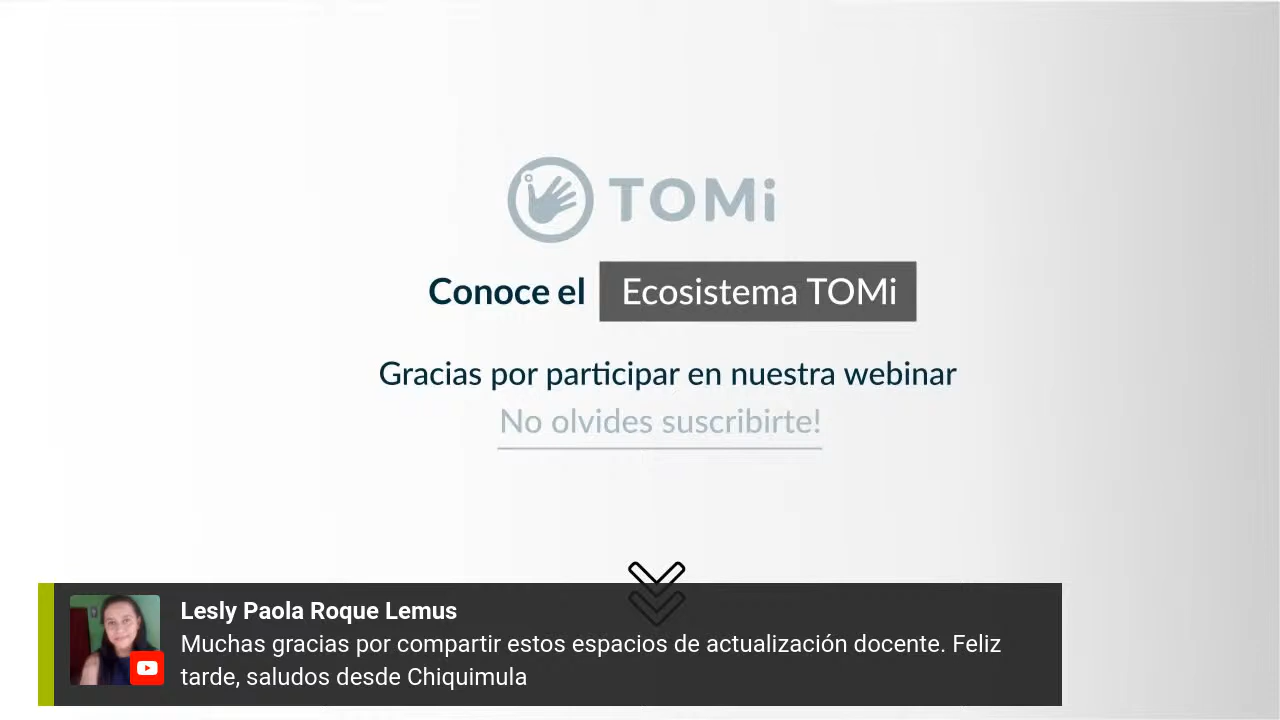 TOMi
Conoce el Ecosistema TOMi
Gracias por participar en nuestra webinar
No olvides suscribirte!
Lesly Paola Roque Lemus
Muchas gracias por compartir estos espacios de actualización docente. Feliz
tarde, saludos desde Chiquimula